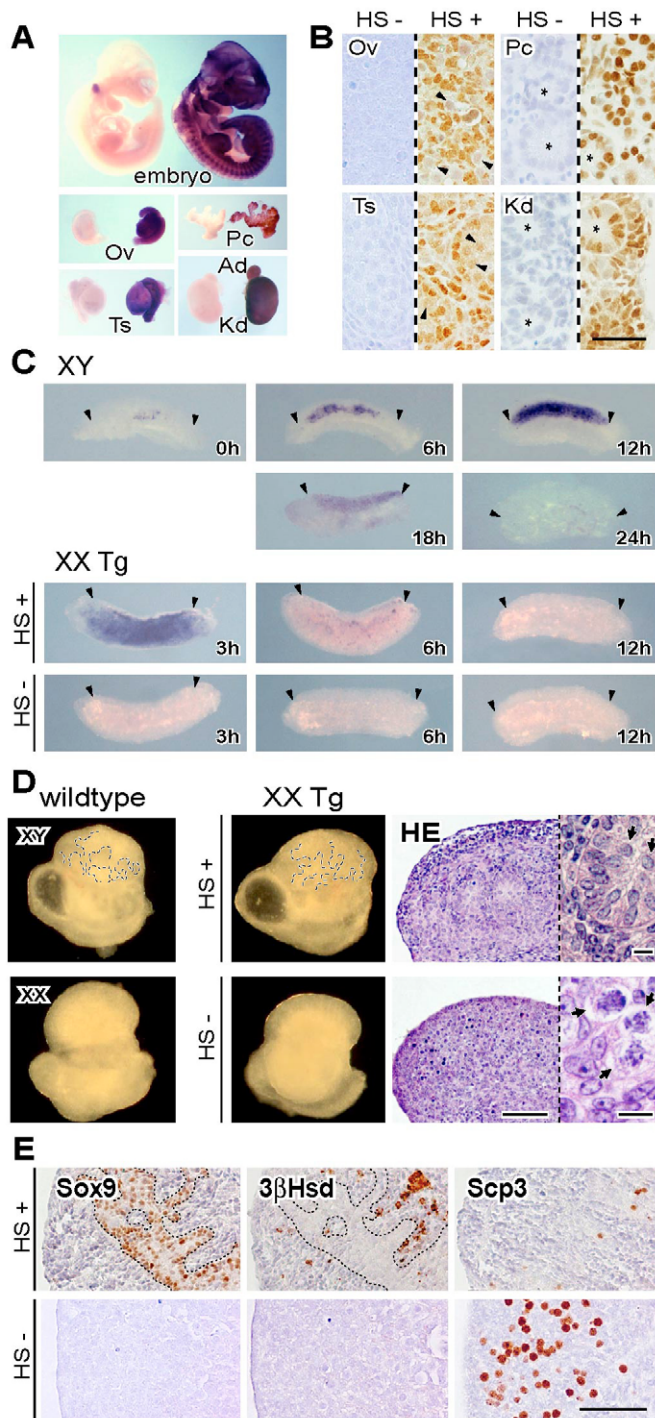 A
embryo
Ov
Pc
Ts
Ad
Kd
B
HS - HS + HS - HS +
Ov Pc
* * *
Ts Kd
* * *
C
XY
0h 6h 12h
18h 24h
XX Tg
HS +
3h 6h 12h
HS -
3h 6h 12h
D
wildtype XX Tg
XY HS + HE
XX HS -
E
HS +
Sox9 3βHsd Scp3
HS -